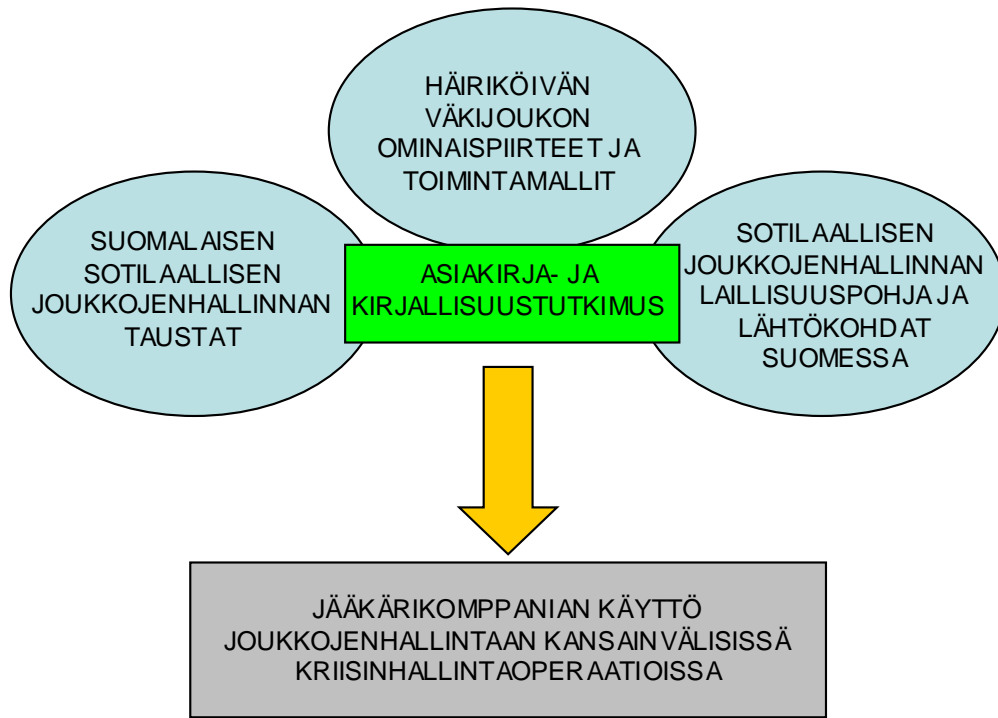 HÄIRIKÖIVÄN
VÄKIJOUKON
OMINAISPIIRTEET JA
TOIMINTAMALLIT
SUOMALAISEN
SOTILAALLISEN
JOUKKOJENHALLINNAN
TAUSTAT
ASIAKIRJA- JA
KIRJALLISUUSTUTKIMUS
SOTILAALLISEN
JOUKKOJENHALLINNAN
LAILLISUUSPOHJA JA
LÄHTÖKOHDAT
SUOMESSA
JÄÄKÄRIKOMPPANIAN KÄYTTÖ
JOUKKOJENHALLINTAAN KANSAINVÄLISISSÄ
KRIISINHALLINTAOPERAATIOISSA